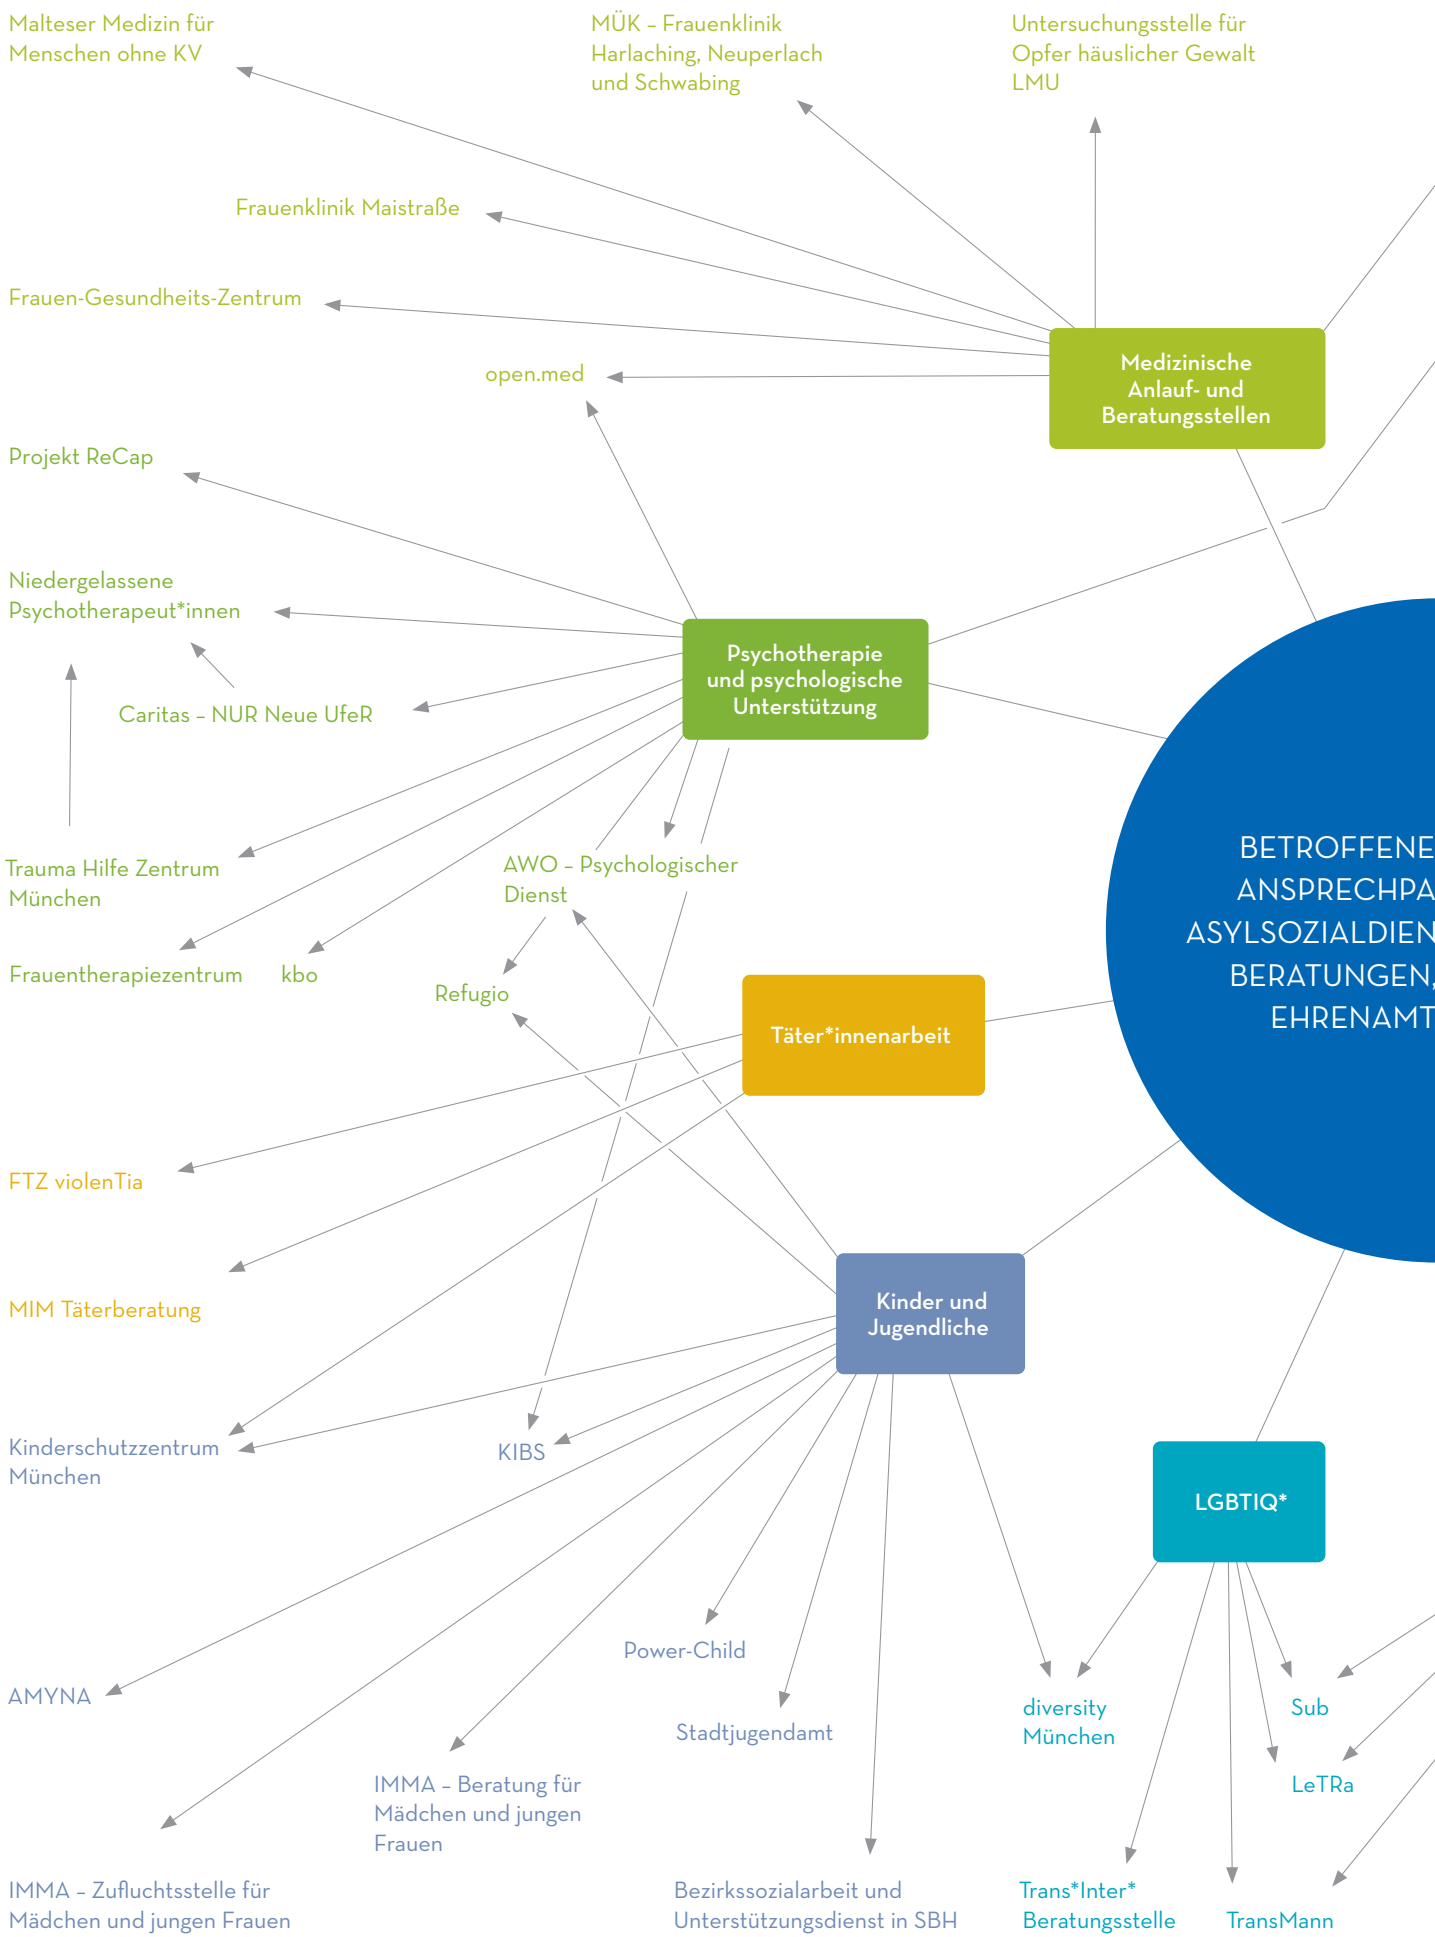 Malteser Medizin für
Menschen ohne KV
MÜK – Frauenklinik
Harlaching, Neuperlach
und Schwabing
Untersuchungsstelle für
Opfer häuslicher Gewalt
LMU
Frauenklinik Maistraße
Frauen-Gesundheits-Zentrum
open.med
Medizinische
Anlauf- und
Beratungsstellen
Projekt ReCap
Niedergelassene
Psychotherapeut*innen
Psychotherapie
und psychologische
Unterstützung
Caritas – NUR Neue UfeR
Trauma Hilfe Zentrum
München
AWO – Psychologischer
Dienst
Frauentherapiezentrum
kbo
Refugio
BETROFFENE
ANSPRECHPA
ASYLSOZIALDIEN
BERATUNGEN,
EHRENAMT
Täter*innenarbeit
FTZ violenTia
MIM Täterberatung
Kinder und
Jugendliche
Kinderschutzzentrum
München
KIBS
LGBTIQ*
AMYNA
Power-Child
Stadtjugendamt
diversity
München
Sub
LeTRa
IMMA – Beratung für
Mädchen und jungen
Frauen
IMMA – Zufluchtsstelle für
Mädchen und jungen Frauen
Bezirkssozialarbeit und
Unterstützungsdienst in SBH
Trans*Inter*
Beratungsstelle
TransMann